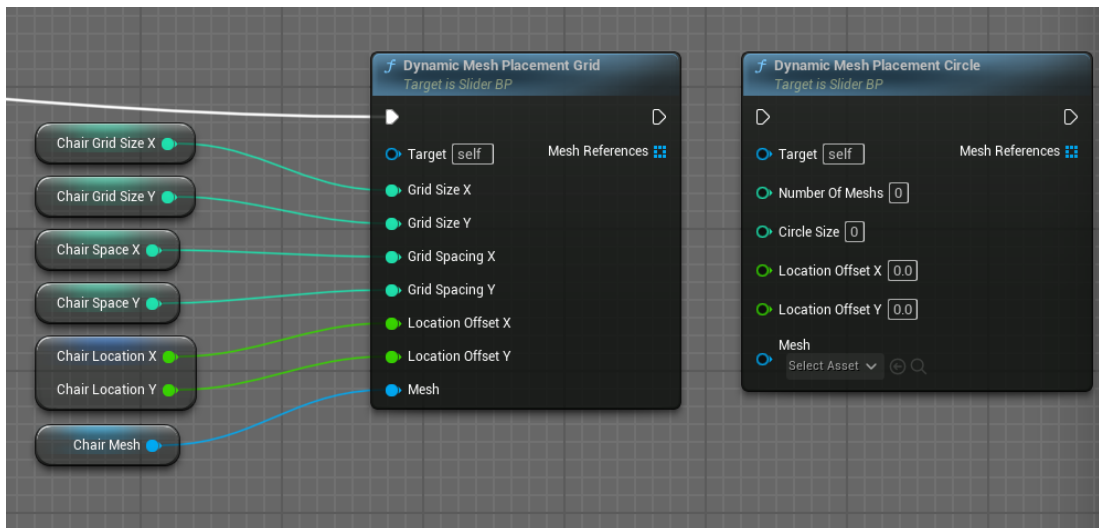 Dynamic Mesh Placement Grid
Target is Slider BP
Chair Grid Size X
Chair Grid Size Y
Chair Space X
Chair Space Y
Chair Location X
Chair Location Y
Chair Mesh
Target self
Mesh References
Grid Size X
Grid Size Y
Grid Spacing X
Grid Spacing Y
Location Offset X
Location Offset Y
Mesh
Dynamic Mesh Placement Circle
Target is Slider BP
Target self
Mesh References
Number Of Meshs 0
Circle Size 0
Location Offset X 0.0
Location Offset Y 0.0
Mesh
Select Asset